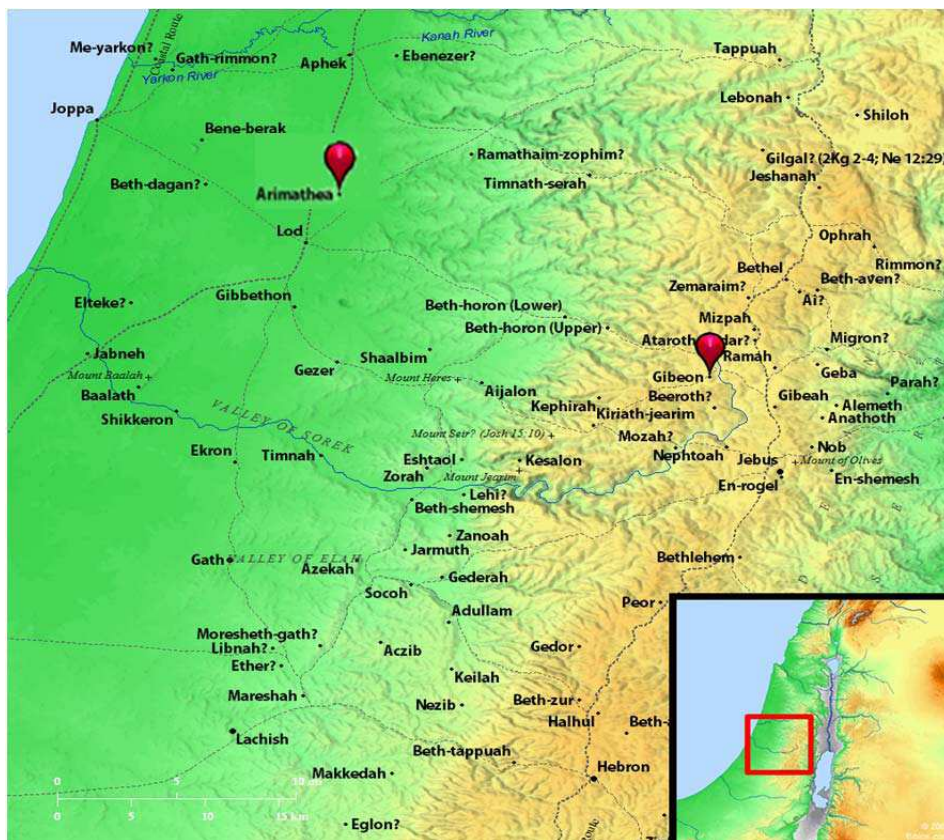 Me-yarkon?
Coastal Route
Gath-rimmon?
Yarkon River
Aphek
Kanah River
Ebenezer?
Tappuah
Lebonah
Shiloh
Joppa
Bene-berak
Ramathaim-zophim?
Gilgal? (2Kg 2-4; Ne 12:29)
Jeshanah
Timnath-serah
Beth-dagan?
Arimathea
Lod
Ophrah
Rimmon?
Bethel
Beth-aven?
Zemaraim?
Ai?
Elteke?
Gibbethon
Beth-horon (Lower)
Beth-horon (Upper)
Mizpah
Migron?
Ramah
Jabneh
Mount Baalah
Baalath
Shikkeron
Gezer
Shaalbim
Mount Heres
Aijalon
Gibeon
Geba
Parah?
Beeroth?
Gibeah
Alemeth
Anathoth
Kephirah
Kiriath-jearim
VALLEY OF SOREK
Mount Seir? (Josh 15:10)
Mozah?
Nob
Ekron
Timnah
Eshtaol
Kesalon
Nephtoah
Jebus
Mount of Olives
Zorah
Mount Jearim
En-rogel
En-shemesh
Lehi?
Beth-shemesh
Zanoah
Jarmuth
Gath
VALLEY OF ELAH
Azekah
Bethlehem
Gederah
Socoh
Adullam
Peor
Moresheth-gath?
Libnah?
Aczib
Gedor
Ether?
Keilah
Mareshah
Nezib
Beth-zur
Halhul
Lachish
Beth-tappuah
Hebron
Makkedah
0 5
0 5 10 15 km
Eglon?
Route